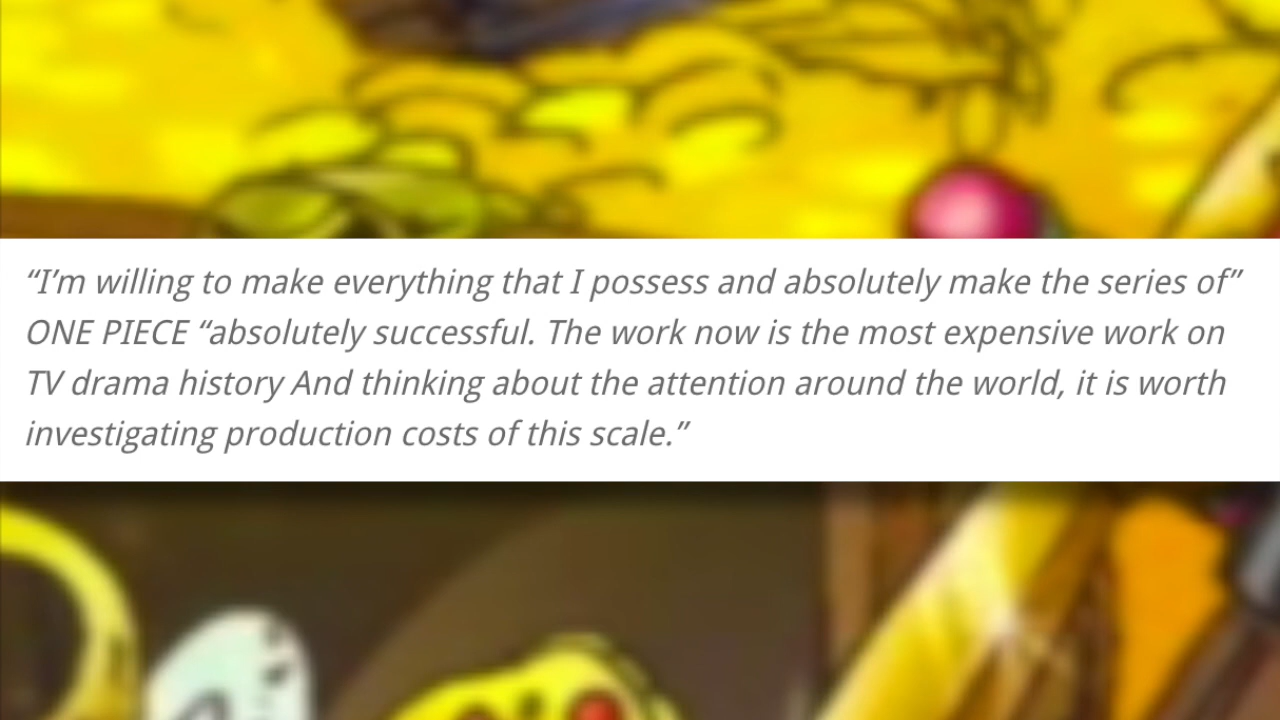 “I’m willing to make everything that I possess and absolutely make the series of”
ONE PIECE “absolutely successful. The work now is the most expensive work on
TV drama history And thinking about the attention around the world, it is worth
investigating production costs of this scale.”